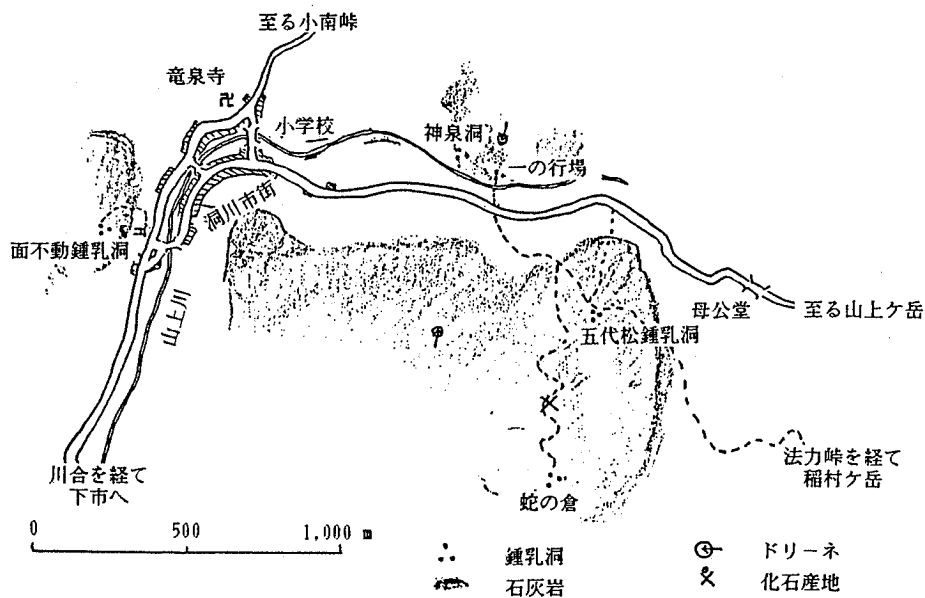 至る小南峠
竜泉寺
小学校
神泉洞
一の行場
洞川市街
面不動鍾乳洞
山上川
母公堂
至る山上ケ岳
五代松鍾乳洞
川合を経て
下市へ
法力峠を経て
稲村ケ岳
蛇の倉
0 500 1,000 m
鍾乳洞
ドリーネ
石灰岩
化石産地